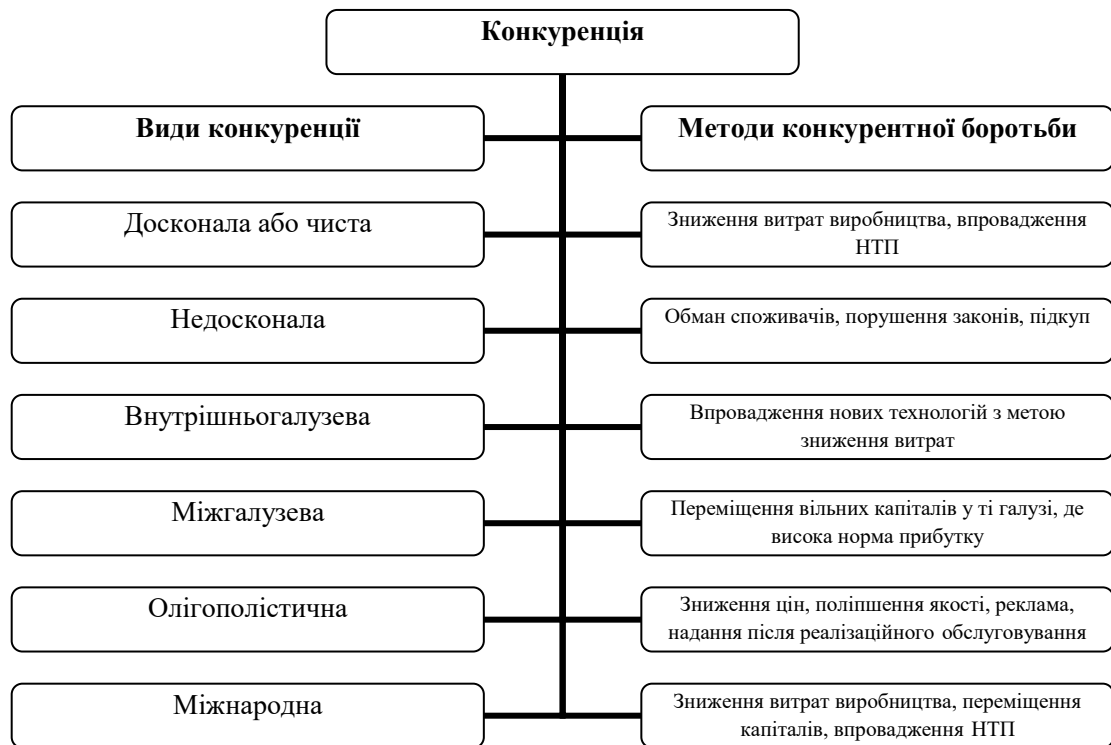 Конкуренція
Види конкуренції
Методи конкурентної боротьби
Досконала або чиста
Зниження витрат виробництва, впровадження
НТП
Недосконала
Обман споживачів, порушення законів, підкуп
Внутрішньогалузева
Впровадження нових технологій з метою
зниження витрат
Міжгалузева
Переміщення вільних капіталів у ті галузі, де
висока норма прибутку
Олігополістична
Зниження цін, поліпшення якості, реклама,
надання після реалізаційного обслуговування
Міжнародна
Зниження витрат виробництва, переміщення
капіталів, впровадження НТП